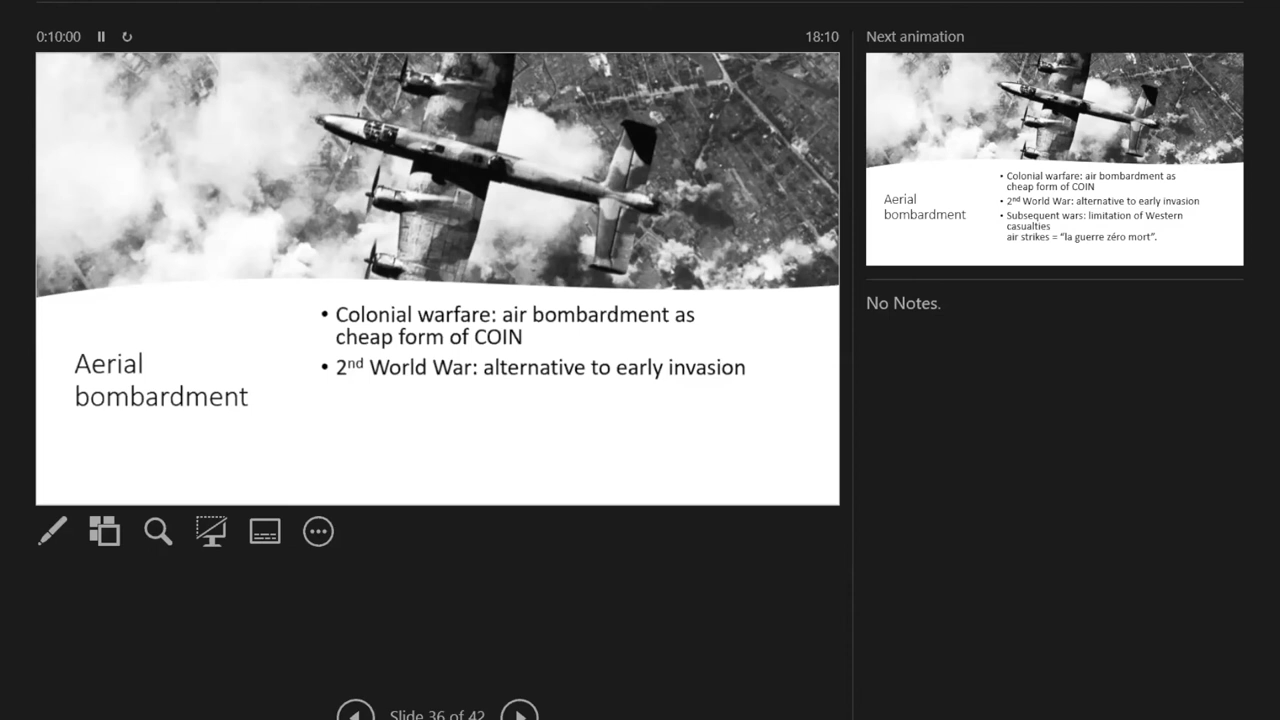 0:10:00
18:10
Aerial
bombardment
• Colonial warfare: air bombardment as
cheap form of COIN
• 2nd World War: alternative to early invasion
Slide 36 of 42
Next animation
Aerial
bombardment
• Colonial warfare: air bombardment as
cheap form of COIN
• 2nd World War: alternative to early invasion
• Subsequent wars: limitation of Western
casualties
air strikes = “la guerre zéro mort”.
No Notes.